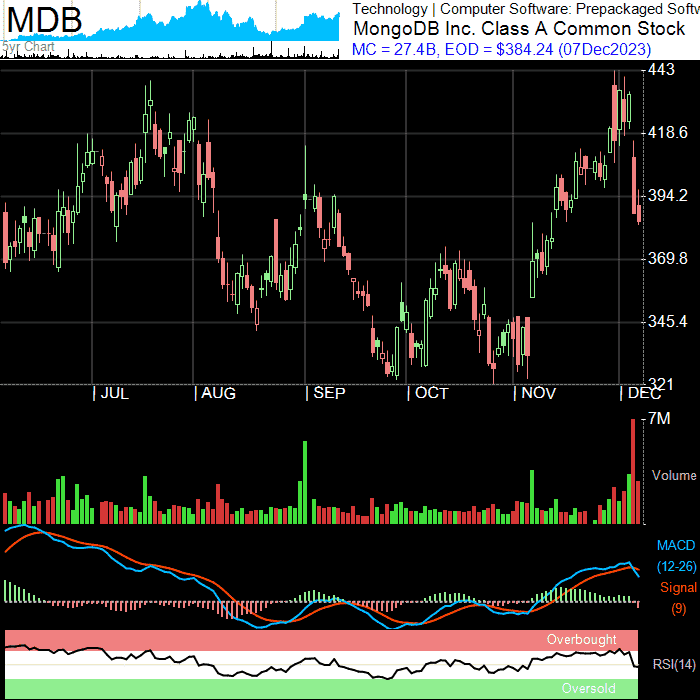 MDB
5yr Chart
Technology | Computer Software: Prepackaged Softw
MongoDB Inc. Class A Common Stock
MC = 27.4B, EOD = $384.24 (07Dec2023)
443
418.6
394.2
369.8
345.4
321
| JUL | AUG | SEP | OCT | NOV | DEC
7M
Volume
MACD
(12-26)
Signal
(9)
Overbought
RSI(14)
Oversold